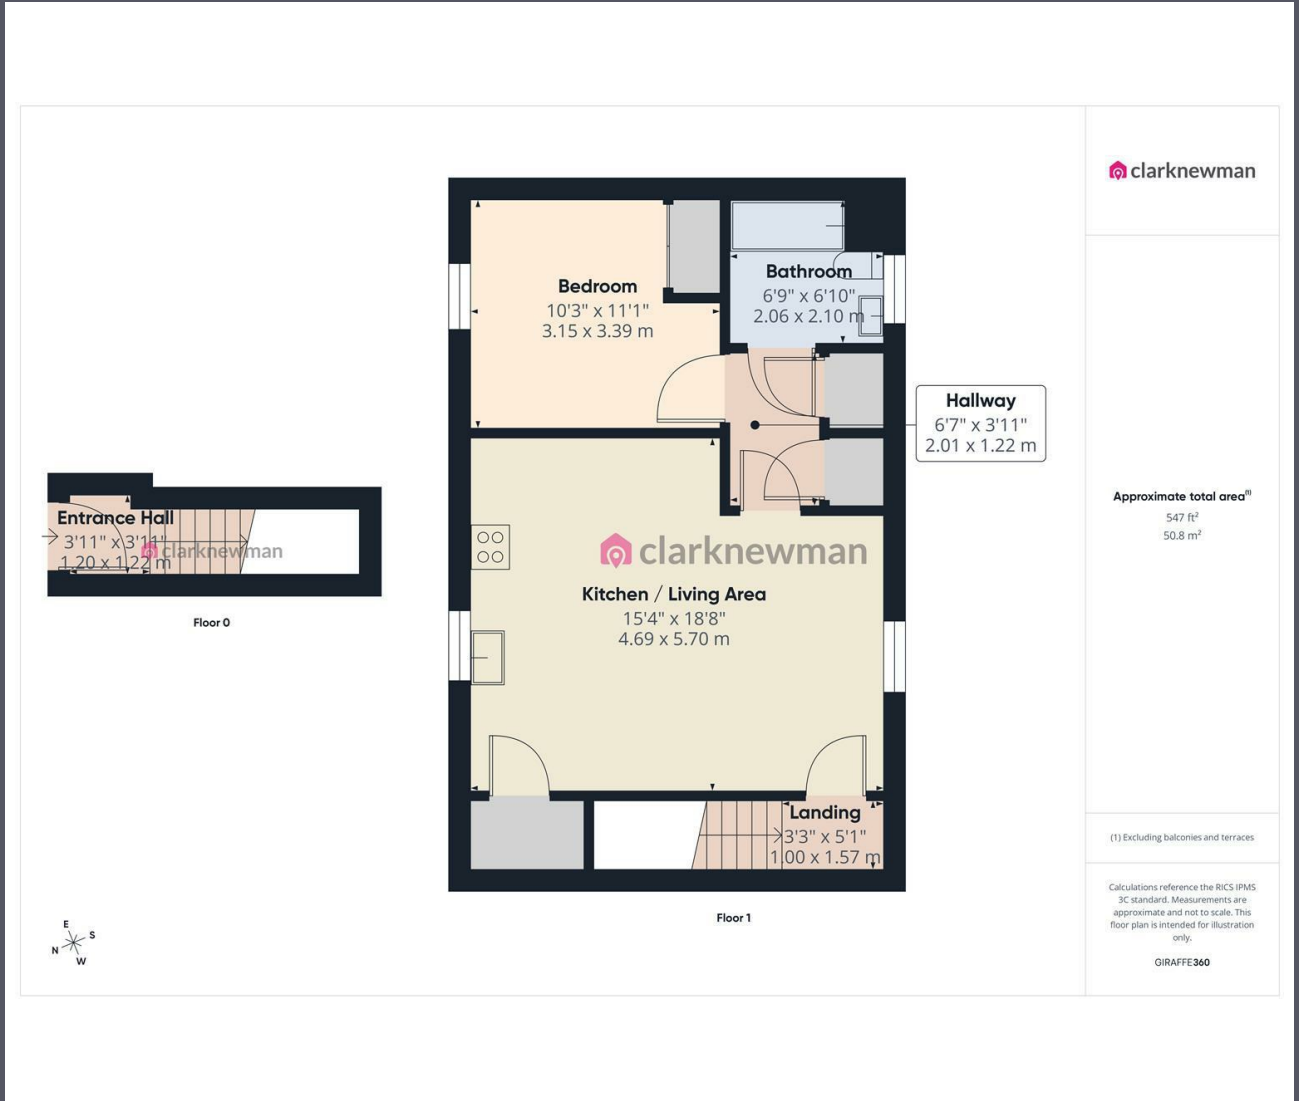 clarknewman
Bedroom
10'3" x 11'1"
3.15 x 3.39 m
Bathroom
6'9" x 6'10"
2.06 x 2.10 m
Hallway
6'7" x 3'11"
2.01 x 1.22 m
Entrance Hall
3'11" x 3'11"
1.20 x 1.22 m
clarknewman
Floor 0
clarknewman
Kitchen / Living Area
15'4" x 18'8"
4.69 x 5.70 m
Landing
3'3" x 5'1"
1.00 x 1.57 m
Floor 1
E
S
N
W
Approximate total area(1)
547 ft²
50.8 m²
(1) Excluding balconies and terraces
Calculations reference the RICS IPMS
3C standard. Measurements are
approximate and not to scale. This
floor plan is intended for illustration
only.
GIRAFFE360